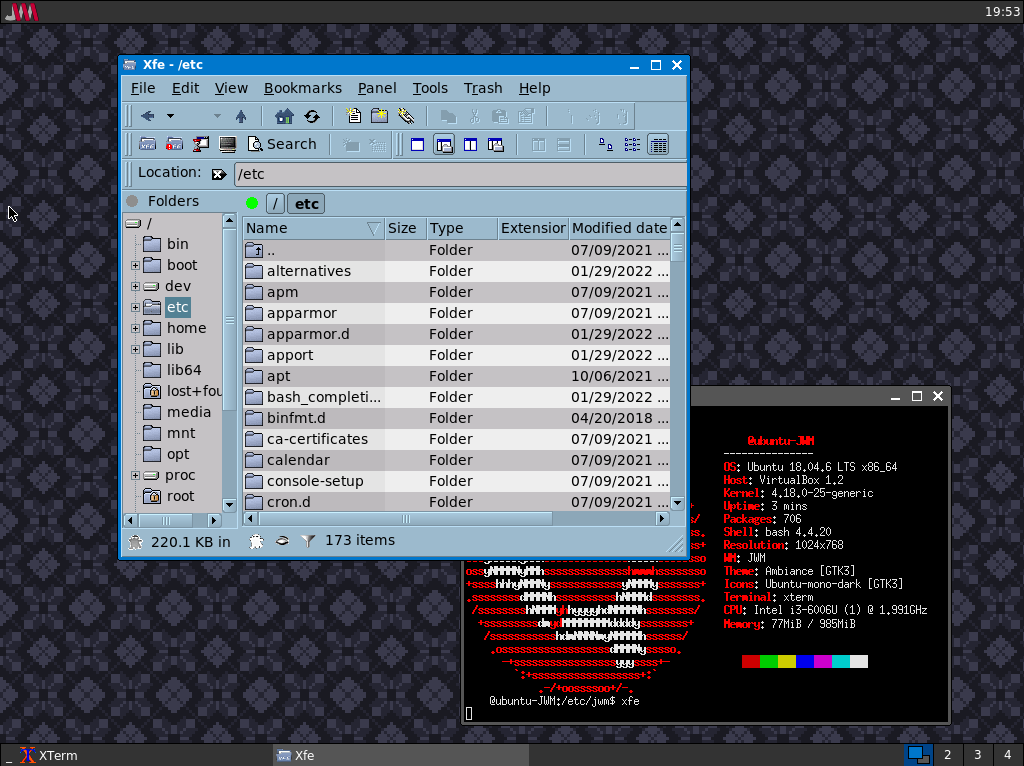 19:53
Xfe - /etc
File Edit View Bookmarks Panel Tools Trash Help
Search
Location: /etc
Folders / etc
/
bin
boot
dev
etc
home
lib
lib64
lost+fou
media
mnt
opt
proc
root
Name Size Type Extension Modified date
.. Folder 07/09/2021 ...
alternatives Folder 01/29/2022 ...
apm Folder 07/09/2021 ...
apparmor Folder 07/09/2021 ...
apparmor.d Folder 01/29/2022 ...
apport Folder 01/29/2022 ...
apt Folder 10/06/2021 ...
bash_completi... Folder 01/29/2022 ...
binfmt.d Folder 04/20/2018 ...
ca-certificates Folder 07/09/2021 ...
calendar Folder 07/09/2021 ...
console-setup Folder 07/09/2021 ...
cron.d Folder 07/09/2021 ...
220.1 KB in 173 items
@ubuntu-JWM
---------------
OS: Ubuntu 18.04.6 LTS x86_64
Host: VirtualBox 1.2
Kernel: 4.18.0-25-generic
Uptime: 3 mins
Packages: 706
Shell: bash 4.4.20
Resolution: 1024x768
WM: JWM
Theme: Ambiance [GTK3]
Icons: Ubuntu-mono-dark [GTK3]
Terminal: xterm
CPU: Intel i3-6006U (1) @ 1.991GHz
Memory: 77MiB / 985MiB
@ubuntu-JWM:/etc/jwm$ xfe
_ XTerm Xfe 2 3 4